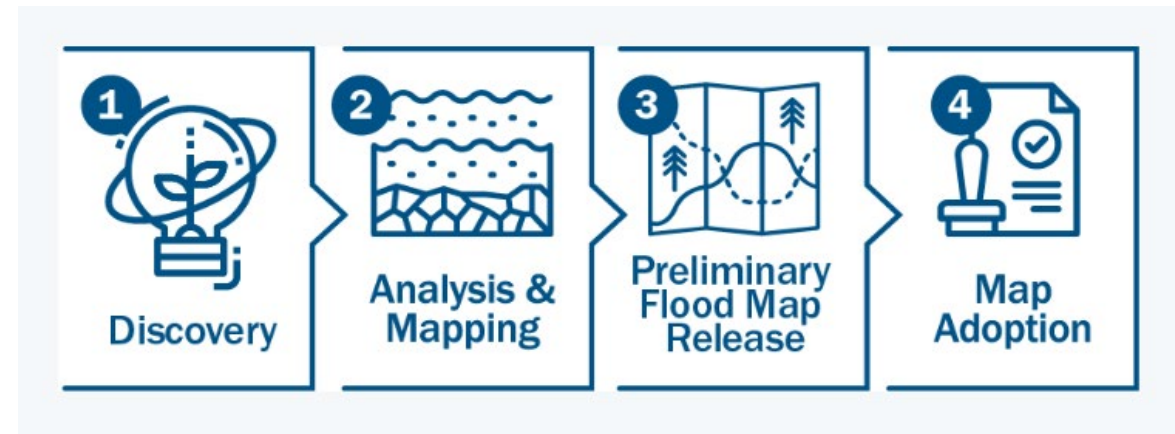 1
Discovery
2
Analysis &
Mapping
3
Preliminary
Flood Map
Release
4
Map
Adoption